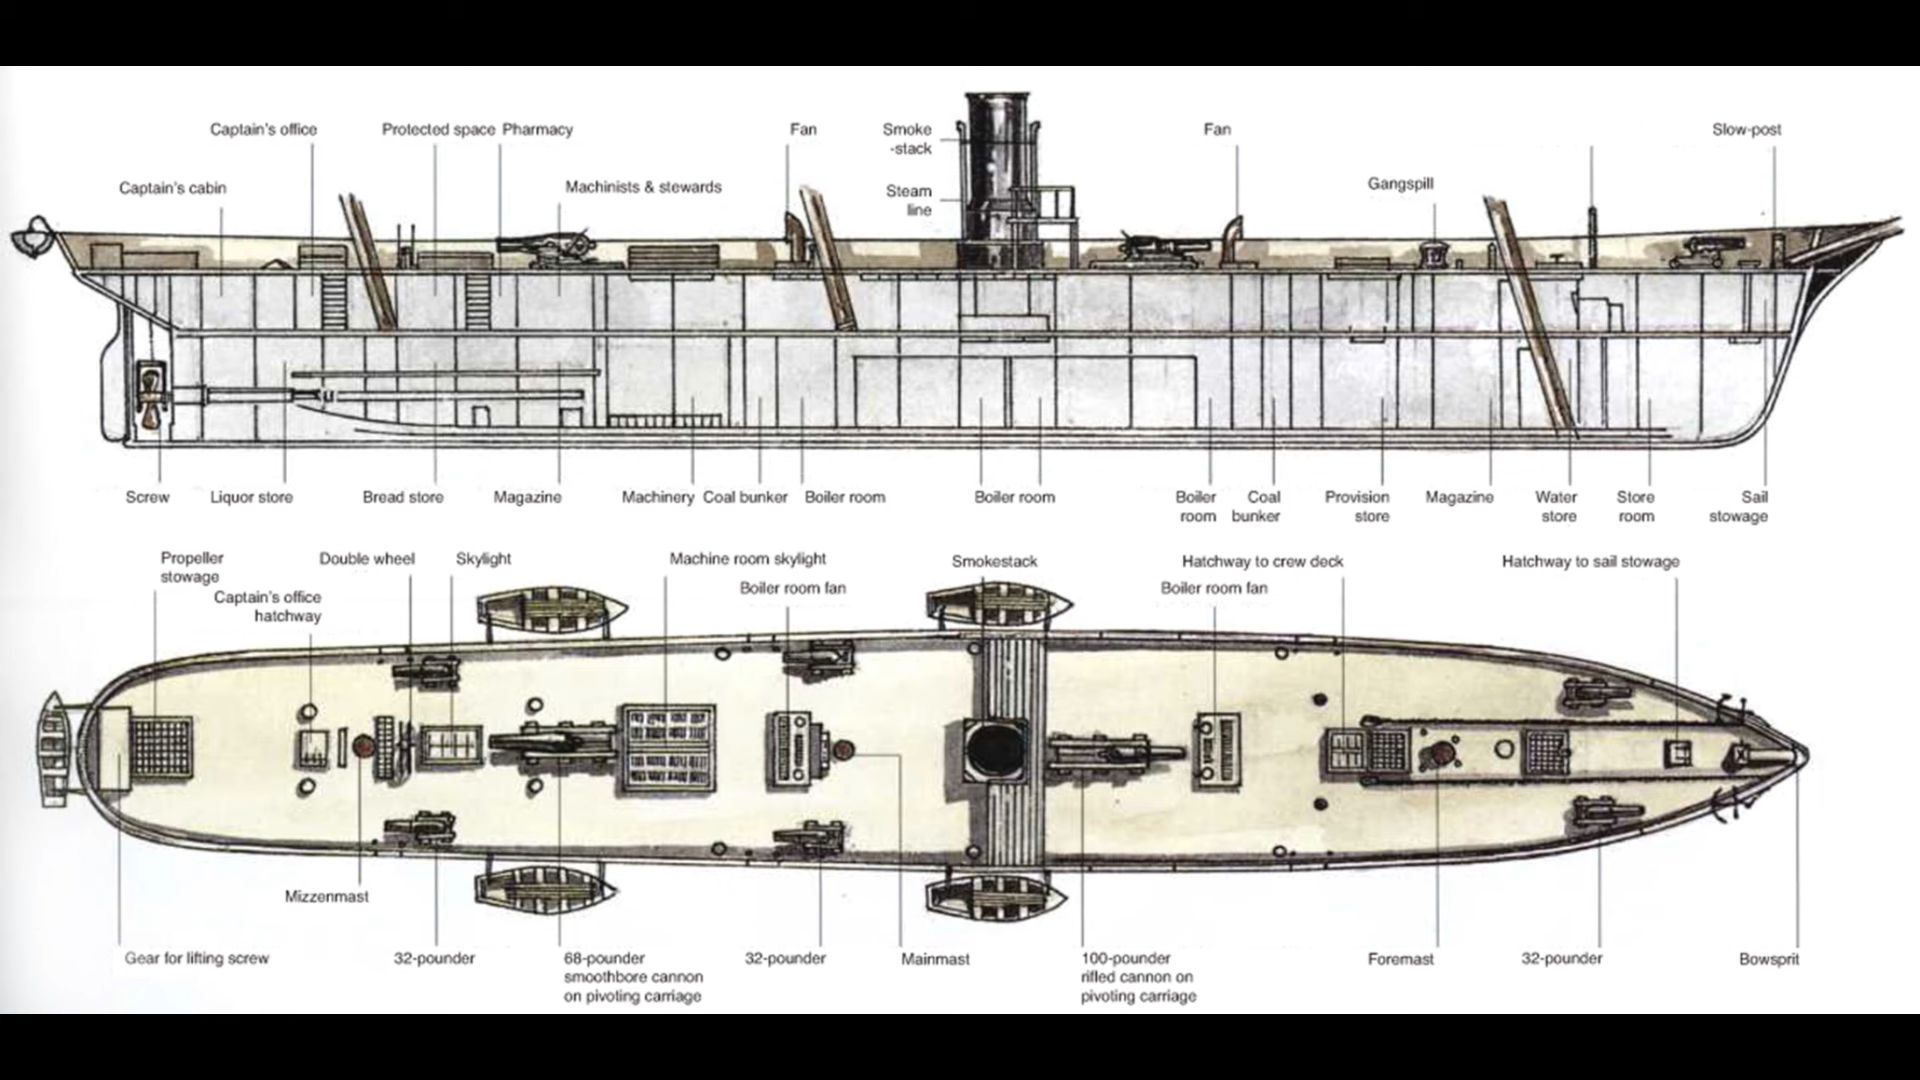 Captain's office
Protected space
Pharmacy
Fan
Smoke
-stack
Fan
Slow-post
Captain's cabin
Machinists & stewards
Steam
line
Gangspill
Screw
Liquor store
Bread store
Magazine
Machinery
Coal bunker
Boiler room
Boiler room
Boiler
room
Coal
bunker
Provision
store
Magazine
Water
store
Store
room
Sail
stowage
Propeller
stowage
Double wheel
Skylight
Machine room skylight
Smokestack
Hatchway to crew deck
Hatchway to sail stowage
Captain's office
hatchway
Boiler room fan
Boiler room fan
Mizzenmast
Gear for lifting screw
32-pounder
68-pounder
smoothbore cannon
on pivoting carriage
32-pounder
Mainmast
100-pounder
rifled cannon on
pivoting carriage
Foremast
32-pounder
Bowsprit